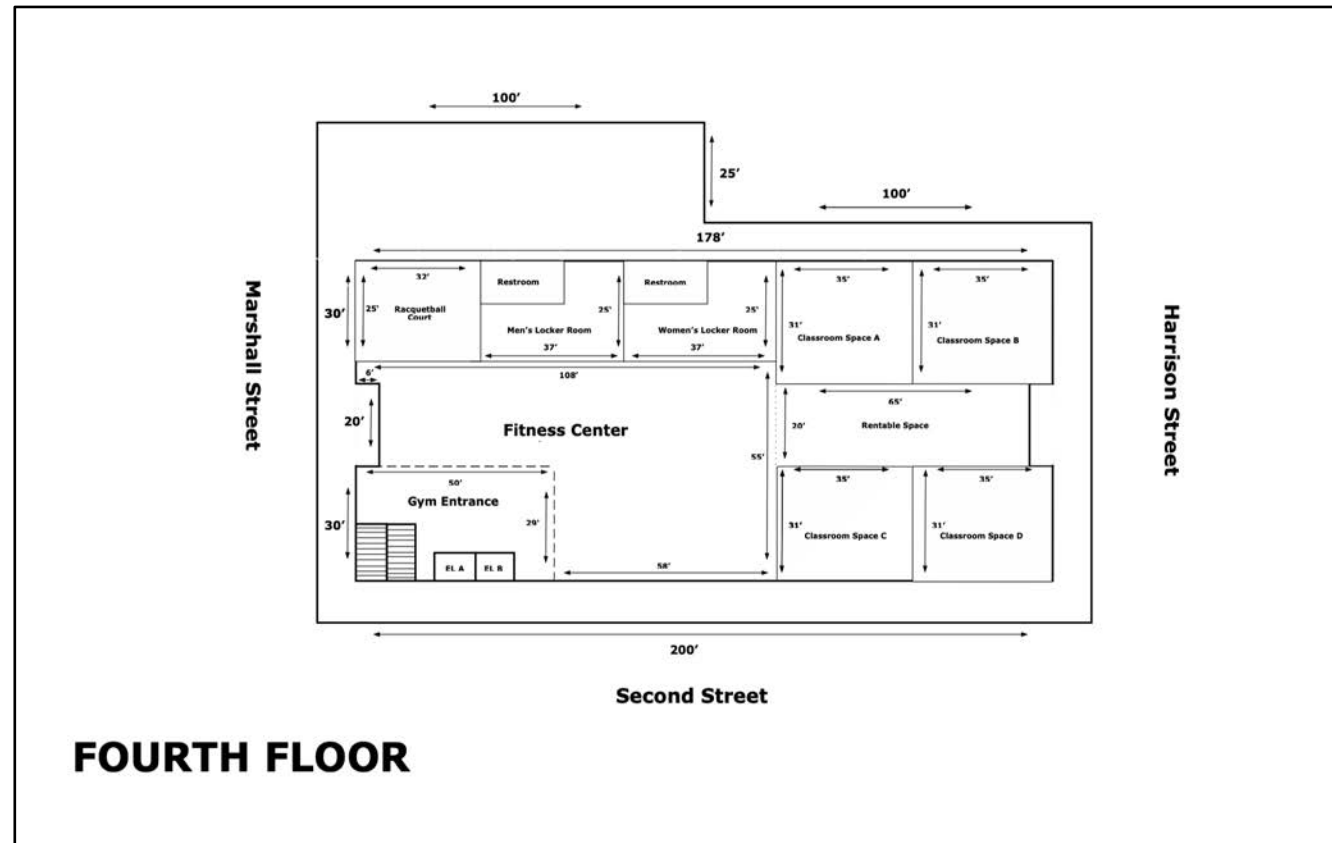 100'
25'
100'
178'
32'
Restroom
Restroom
35'
35'
30'
25'
Racquetball
Court
25'
25'
Men's Locker Room
Women's Locker Room
31'
Classroom Space A
31'
Classroom Space B
37'
37'
6'
108'
Marshall Street
Harrison Street
65'
20'
Fitness Center
20'
Rentable Space
55'
50'
35'
35'
Gym Entrance
30'
29'
31'
Classroom Space C
31'
Classroom Space D
EL A
EL B
58'
200'
Second Street
FOURTH FLOOR